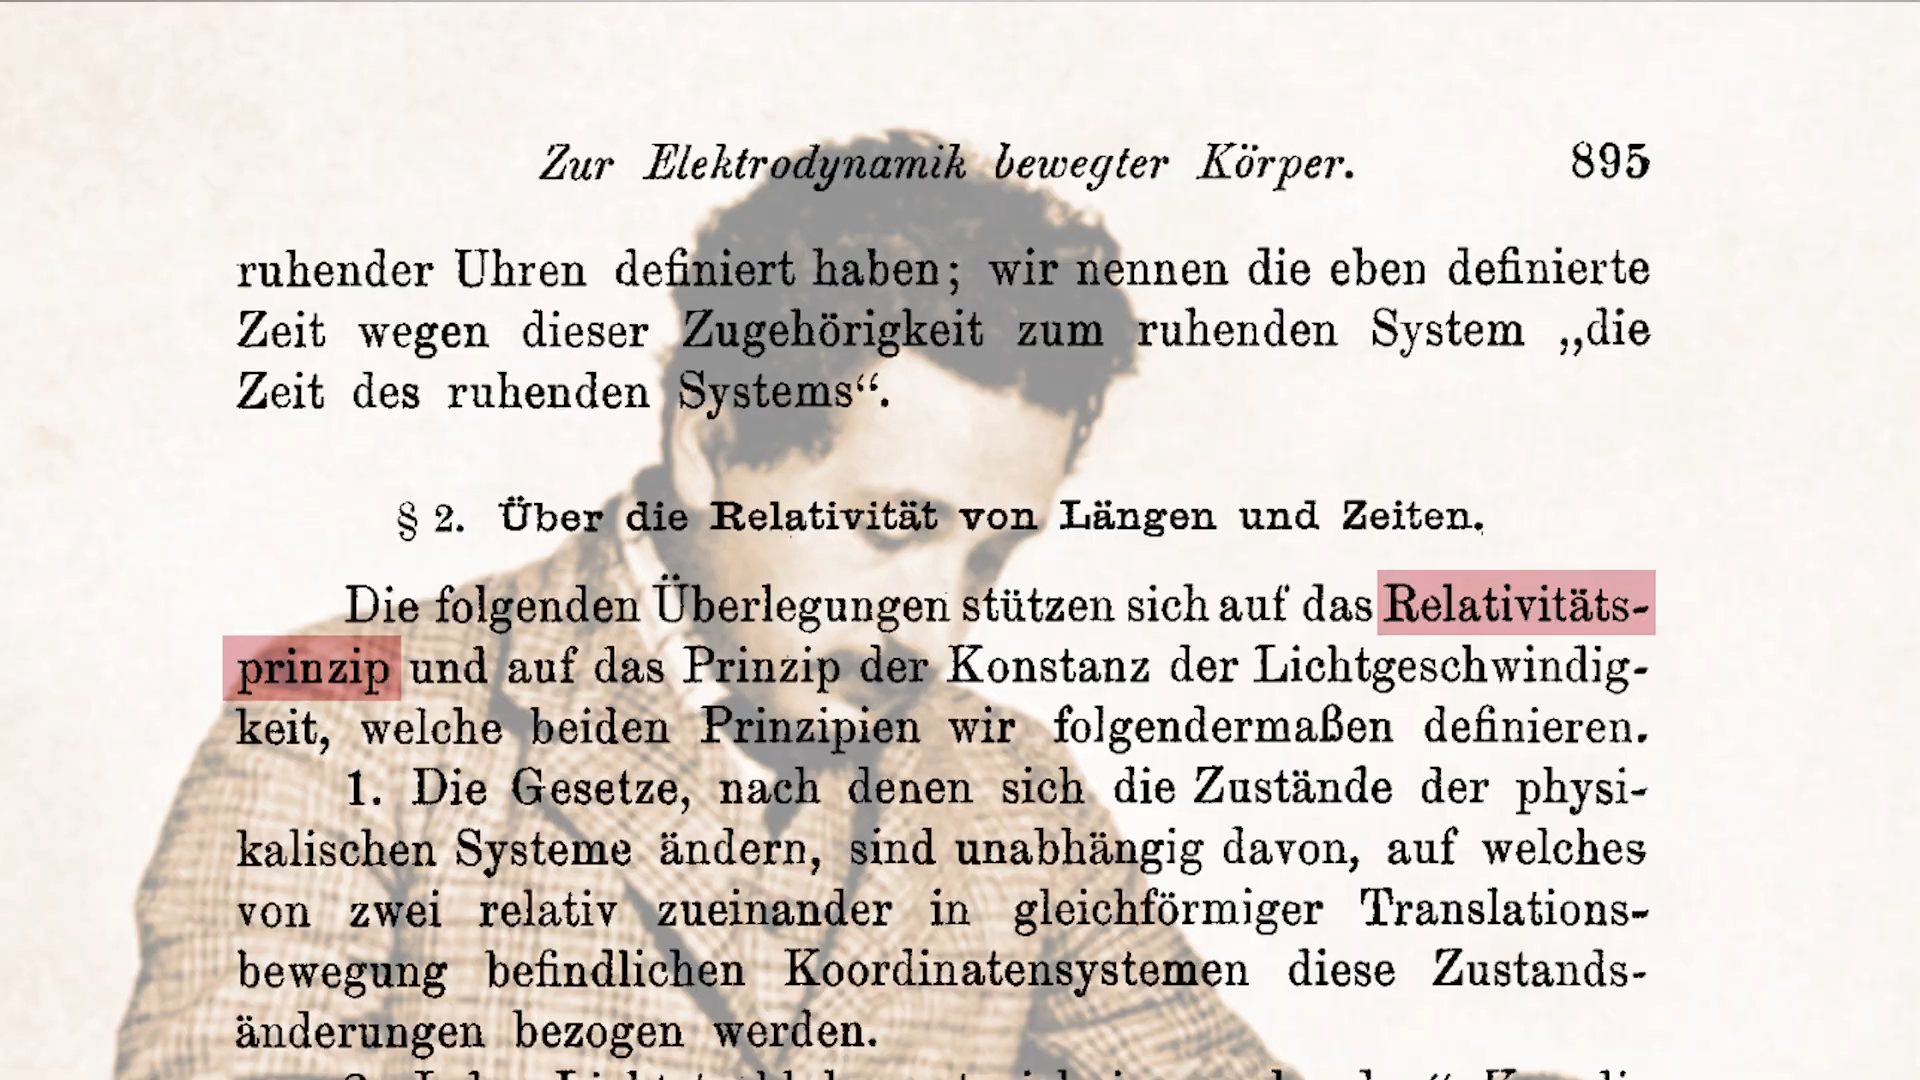 Zur Elektrodynamik bewegter Körper. 895
ruhender Uhren definiert haben; wir nennen die eben definierte
Zeit wegen dieser Zugehörigkeit zum ruhenden System „die
Zeit des ruhenden Systems“.
§ 2. Über die Relativität von Längen und Zeiten.
Die folgenden Überlegungen stützen sich auf das Relativitäts-
prinzip und auf das Prinzip der Konstanz der Lichtgeschwindig-
keit, welche beiden Prinzipien wir folgendermaßen definieren.
1. Die Gesetze, nach denen sich die Zustände der physi-
kalischen Systeme ändern, sind unabhängig davon, auf welches
von zwei relativ zueinander in gleichförmiger Translations-
bewegung befindlichen Koordinatensystemen diese Zustands-
änderungen bezogen werden.